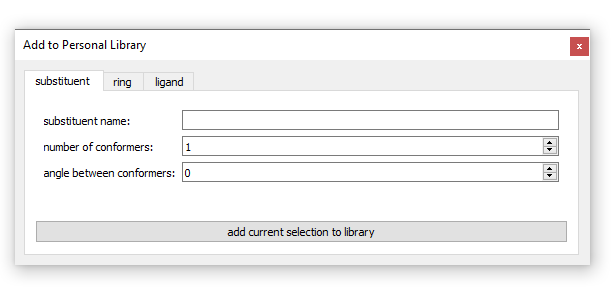 Add to Personal Library x
substituent ring ligand
substituent name:
number of conformers: 1
angle between conformers: 0
add current selection to library